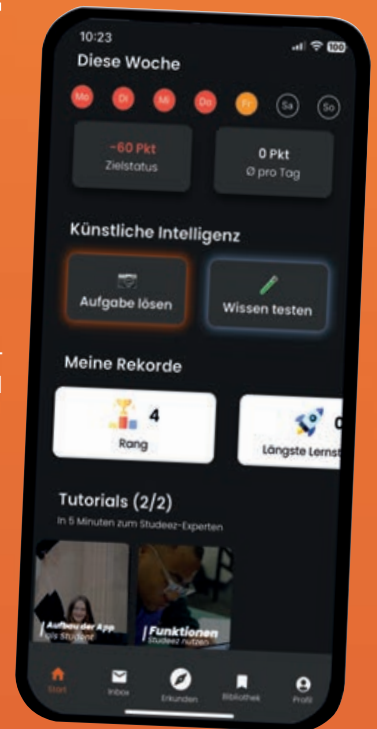 10:23
100
Diese Woche
Mo Di Mi Do Fr Sa So
-60 Pkt
Zielstatus
0 Pkt
Ø pro Tag
Künstliche Intelligenz
Aufgabe lösen
Wissen testen
Meine Rekorde
4
Rang
0
Längste Lernst
Tutorials (2/2)
In 5 Minuten zum Studeez-Experten
Aufbau der App
als Student
Funktionen
Studeez nutzen
Start
Inbox
Erkunden
Bibliothek
Profil